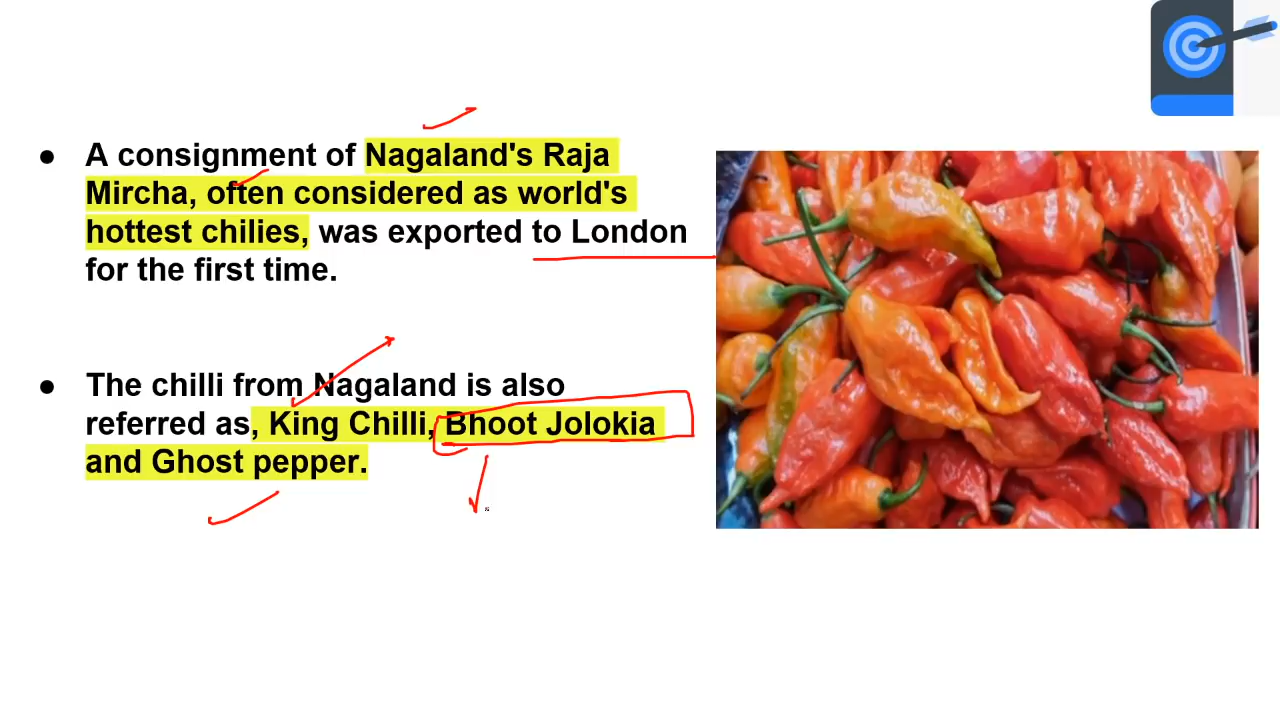 ● A consignment of Nagaland's Raja
Mircha, often considered as world's
hottest chilies, was exported to London
for the first time.
● The chilli from Nagaland is also
referred as, King Chilli, Bhoot Jolokia
and Ghost pepper.